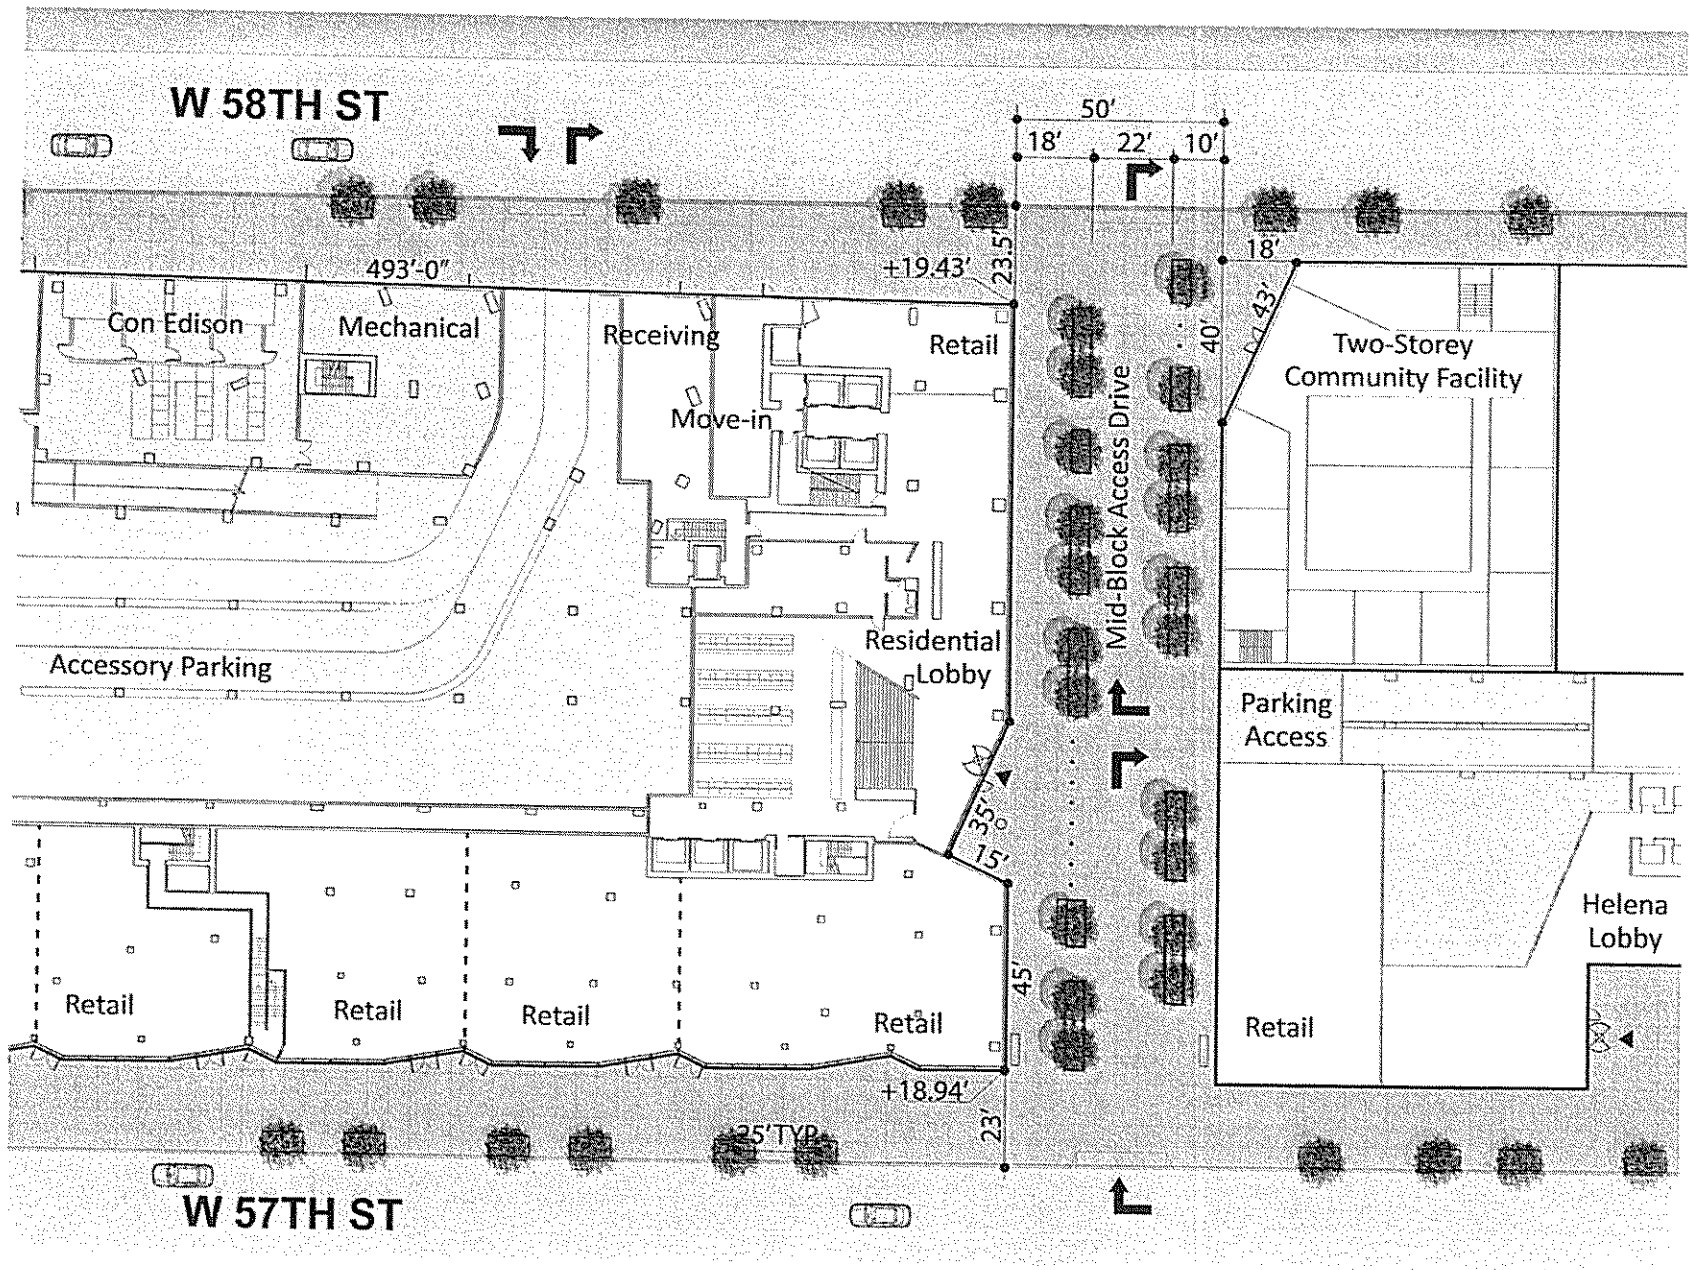 W 58TH ST
50'
18'
22'
10'
18'
493'-0"
+19.43'
23.5'
43'
40'
Con Edison
Mechanical
Receiving
Retail
Two-Storey
Community Facility
Move-in
Mid-Block Access Drive
Residential
Lobby
Accessory Parking
Parking
Access
35'
15'
Helena
Lobby
45'
Retail
Retail
Retail
Retail
Retail
+18.94'
23'
25' TYP.
W 57TH ST